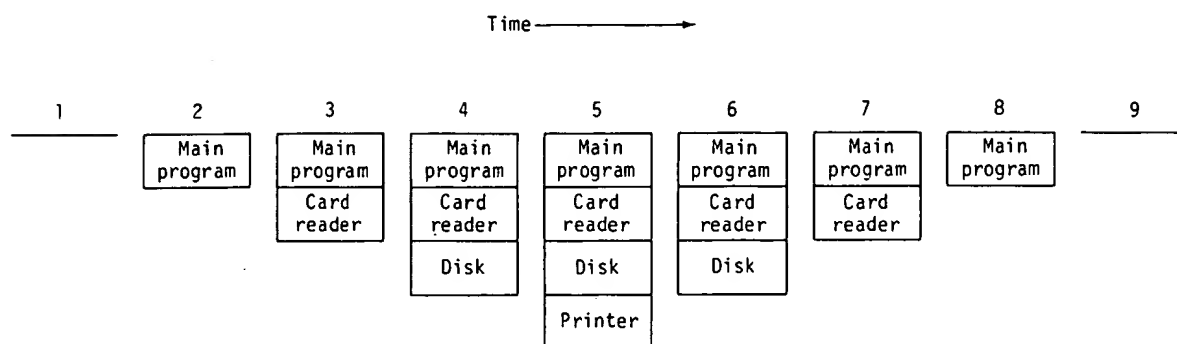 Time
1 2 3 4 5 6 7 8 9
Main Main Main Main Main Main Main
program program program program program program program
Card Card Card Card Card
reader reader reader reader reader
Disk Disk Disk
Printer